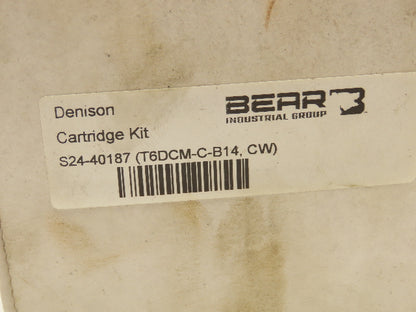 Denison
BEAR
INDUSTRIAL GROUP
Cartridge Kit
S24-40187 (T6DCM-C-B14, CW)